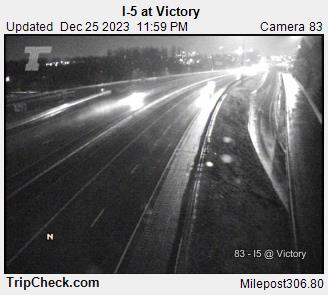 I-5 at Victory
Updated Dec 25 2023 11:59 PM Camera 83
T
N
83 - I5 @ Victory
TripCheck.com Milepost306.80